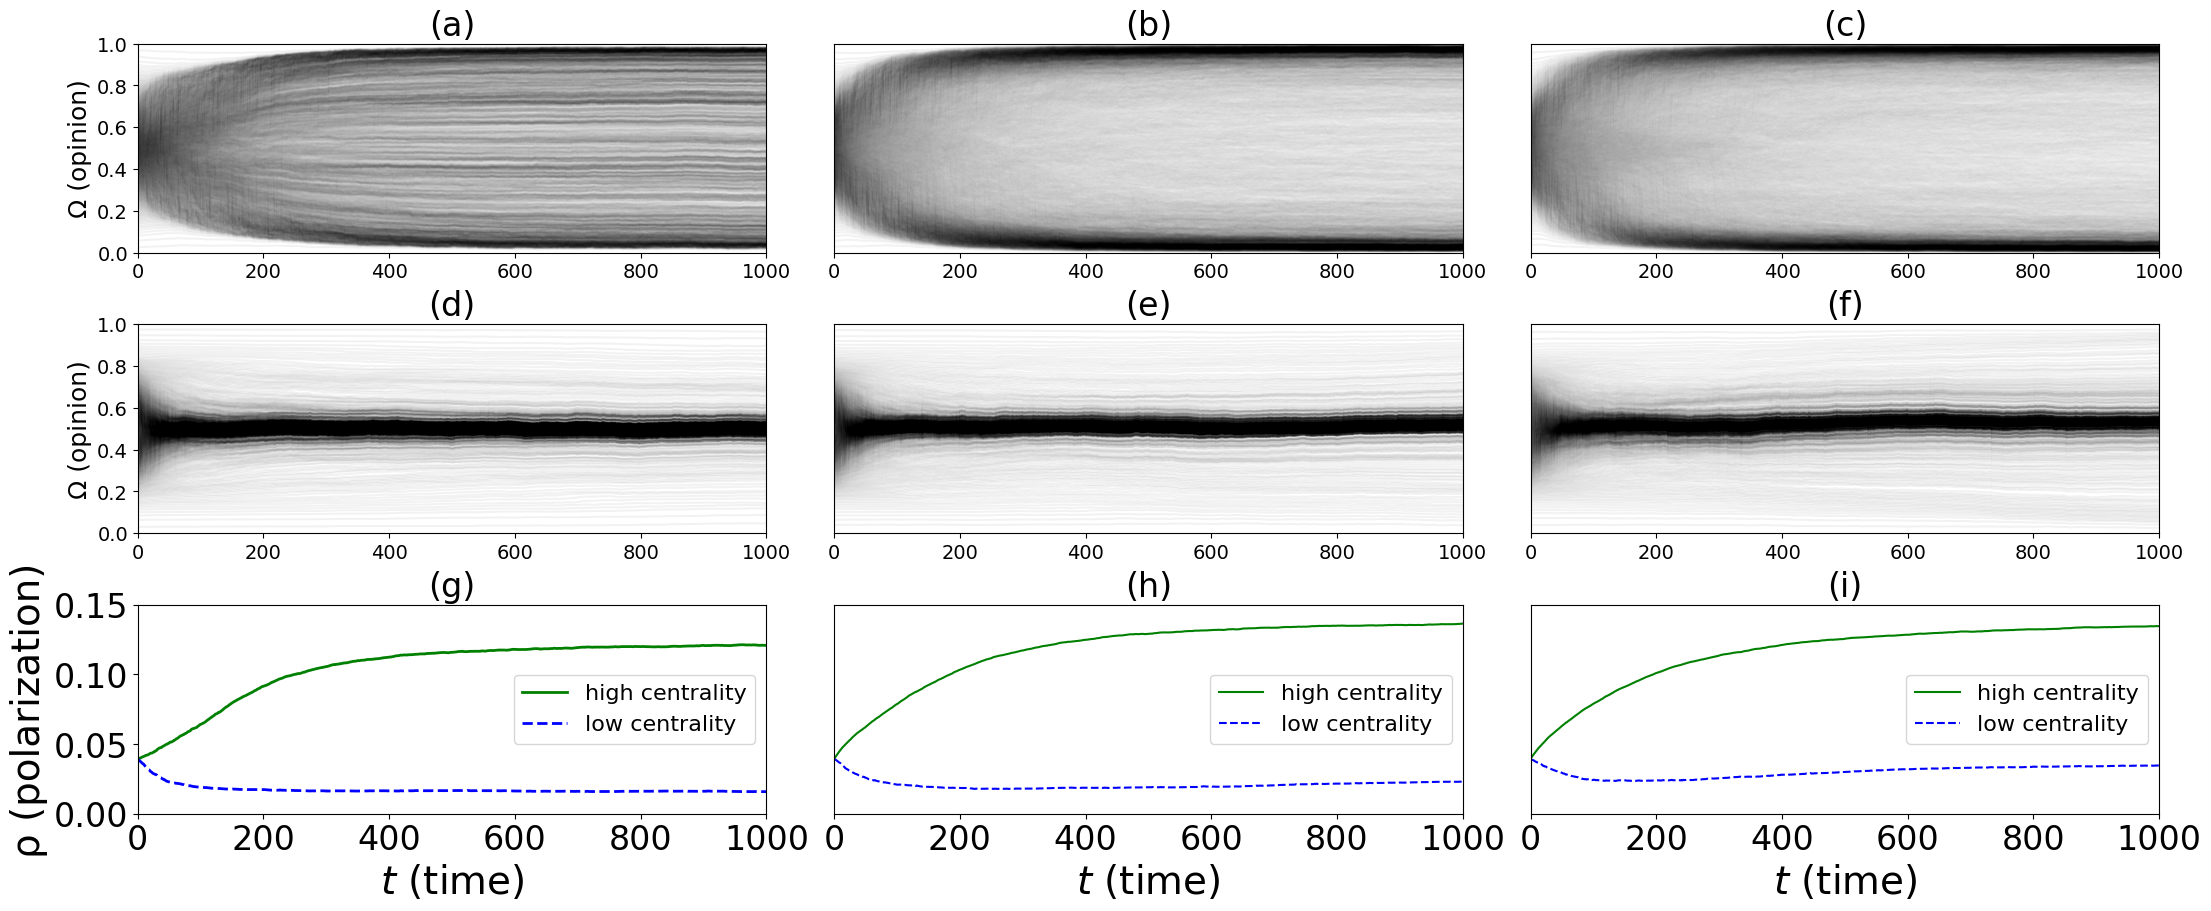 (a) (b) (c)
Ω (opinion)
1.0
0.8
0.6
0.4
0.2
0.0
0 200 400 600 800 1000
0 200 400 600 800 1000
0 200 400 600 800 1000
(d) (e) (f)
Ω (opinion)
1.0
0.8
0.6
0.4
0.2
0.0
0 200 400 600 800 1000
0 200 400 600 800 1000
0 200 400 600 800 1000
(g) (h) (i)
ρ (polarization)
0.15
0.10
0.05
0.00
high centrality
low centrality
high centrality
low centrality
high centrality
low centrality
0 200 400 600 800 1000
0 200 400 600 800 1000
0 200 400 600 800 1000
t (time)
t (time)
t (time)